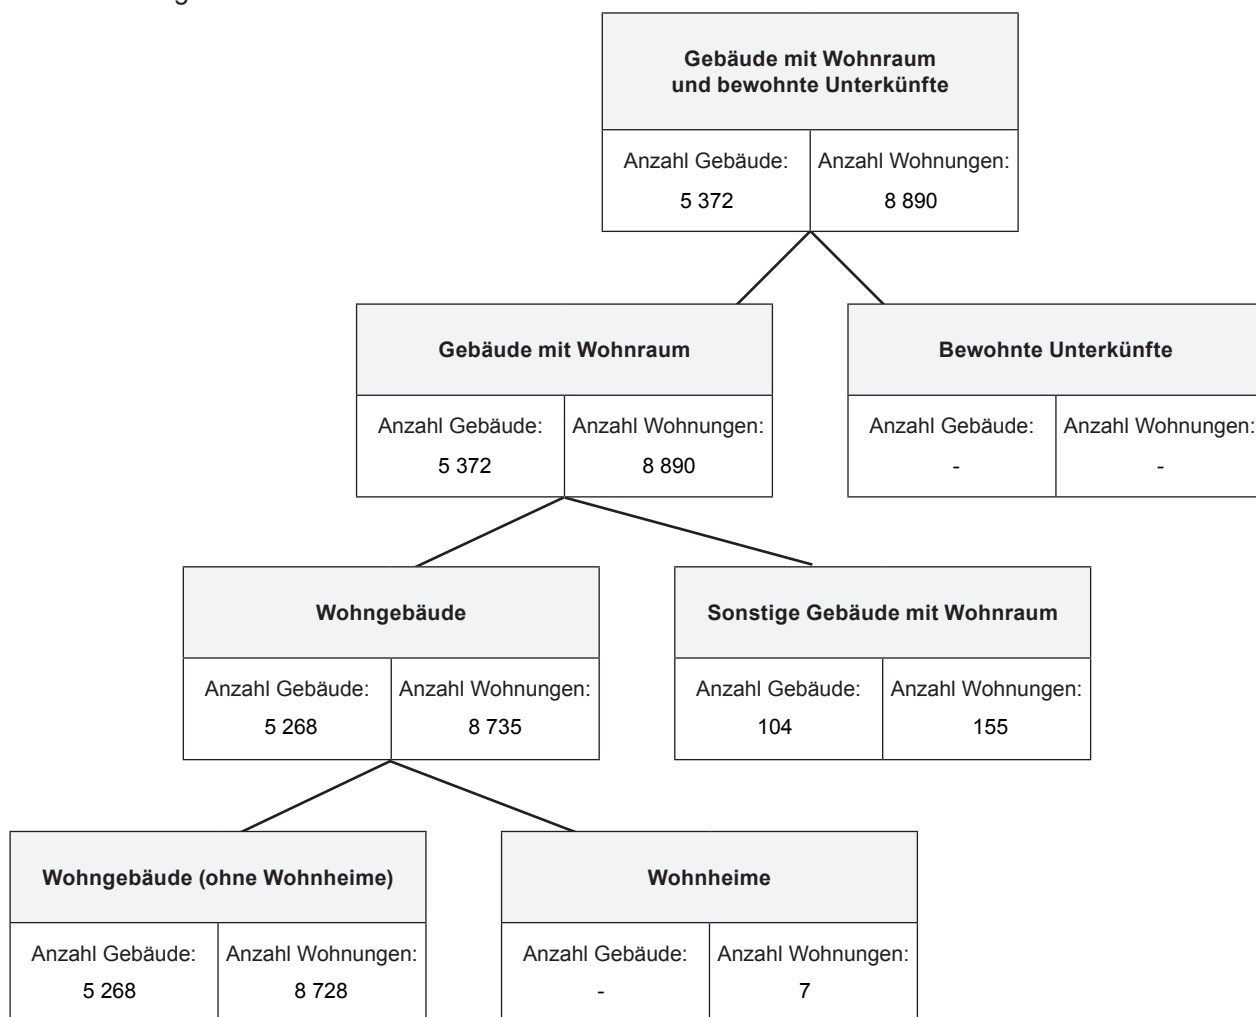 Gebäude mit Wohnraum
und bewohnte Unterkünfte
Anzahl Gebäude: Anzahl Wohnungen:
5 372 8 890
Gebäude mit Wohnraum Bewohnte Unterkünfte
Anzahl Gebäude: Anzahl Wohnungen: Anzahl Gebäude: Anzahl Wohnungen:
5 372 8 890 - -
Wohngebäude Sonstige Gebäude mit Wohnraum
Anzahl Gebäude: Anzahl Wohnungen: Anzahl Gebäude: Anzahl Wohnungen:
5 268 8 735 104 155
Wohngebäude (ohne Wohnheime) Wohnheime
Anzahl Gebäude: Anzahl Wohnungen: Anzahl Gebäude: Anzahl Wohnungen:
5 268 8 728 - 7